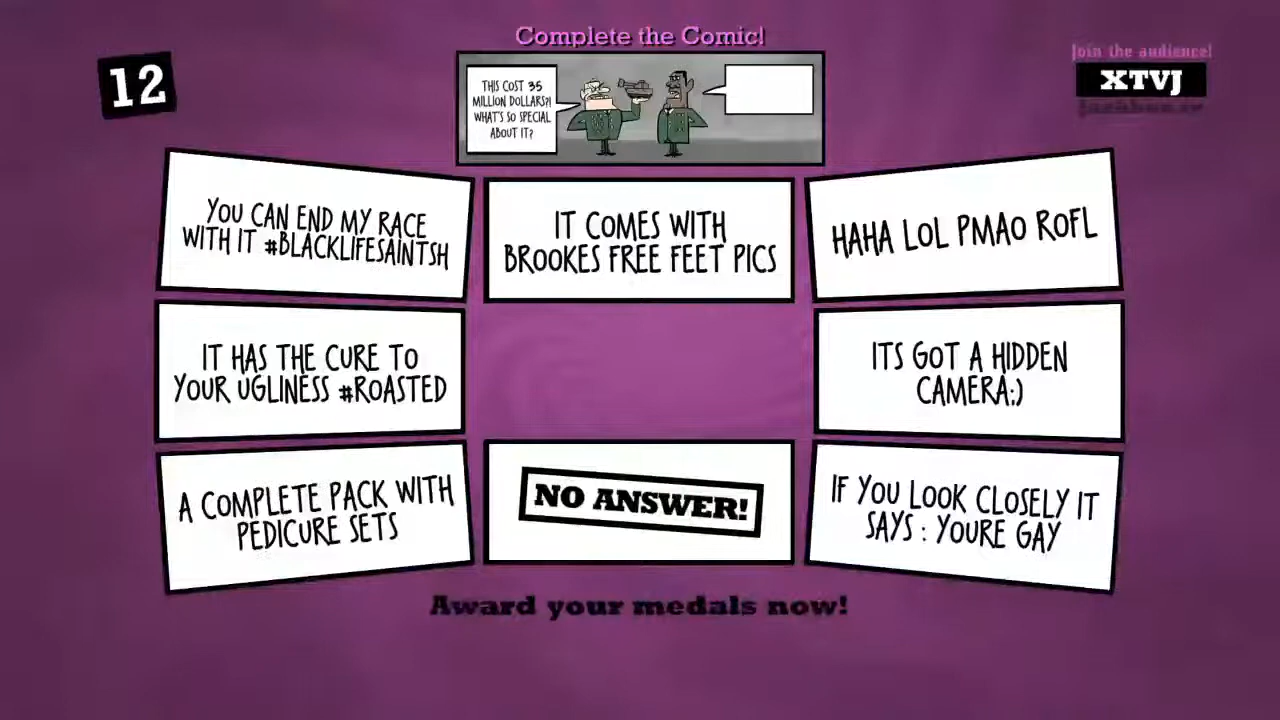 Complete the Comic!
12
Join the audience!
XTVJ
jackbox.tv
THIS COST 35
MILLION DOLLARS?!
WHAT'S SO SPECIAL
ABOUT IT?
YOU CAN END MY RACE
WITH IT #BLACKLIFESAINTSH
IT COMES WITH
BROOKES FREE FEET PICS
HAHA LOL PMAO ROFL
IT HAS THE CURE TO
YOUR UGLINESS #ROASTED
ITS GOT A HIDDEN
CAMERA:)
A COMPLETE PACK WITH
PEDICURE SETS
NO ANSWER!
IF YOU LOOK CLOSELY IT
SAYS : YOURE GAY
Award your medals now!